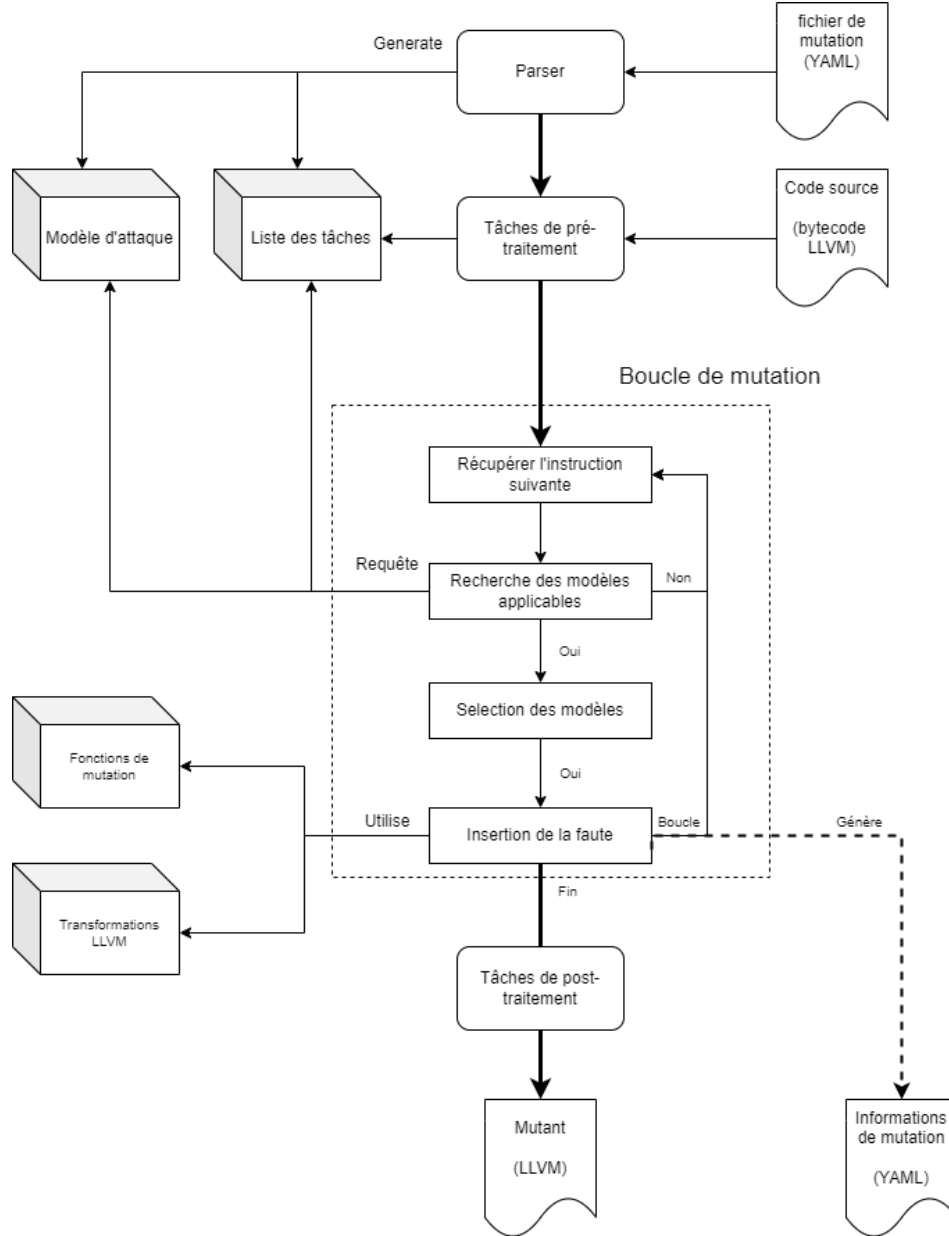 fichier de
mutation
(YAML)
Generate
Parser
Code source
(bytecode
LLVM)
Modèle d'attaque
Liste des tâches
Tâches de pré-
traitement
Boucle de mutation
Récupérer l'instruction
suivante
Requête
Recherche des modèles
applicables
Non
Oui
Selection des modèles
Fonctions de
mutation
Oui
Utilise
Insertion de la faute
Boucle
Génère
Fin
Transformations
LLVM
Tâches de post-
traitement
Mutant
(LLVM)
Informations
de mutation
(YAML)